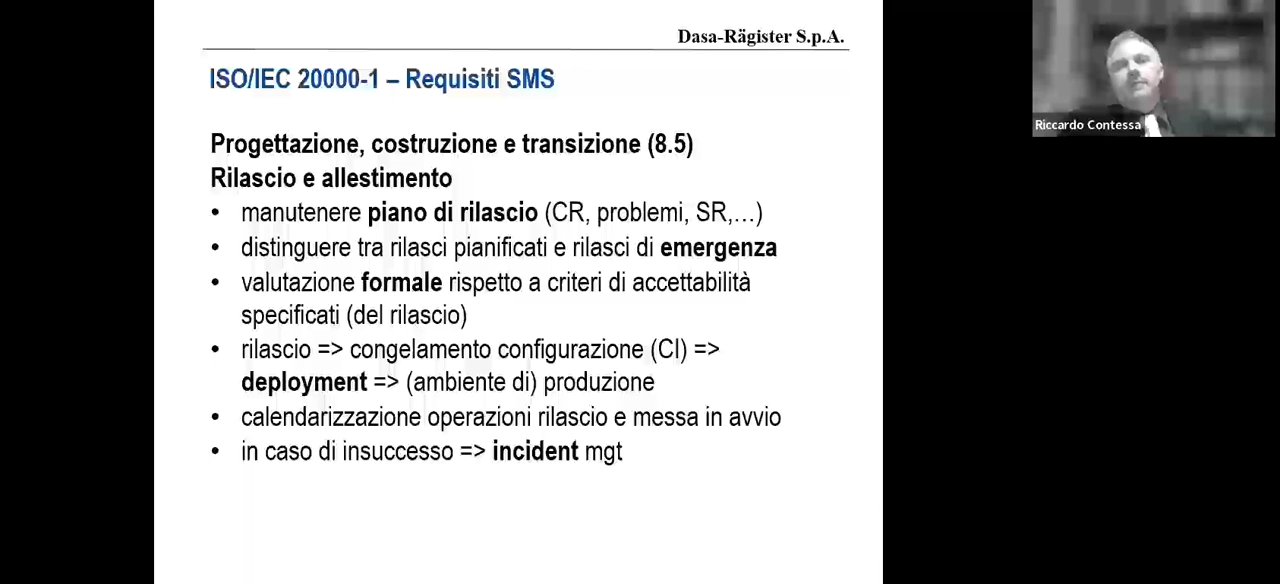 Dasa-Rägister S.p.A.
ISO/IEC 20000-1 – Requisiti SMS
Progettazione, costruzione e transizione (8.5)
Rilascio e allestimento
• manutenere piano di rilascio (CR, problemi, SR,…)
• distinguere tra rilasci pianificati e rilasci di emergenza
• valutazione formale rispetto a criteri di accettabilità
specificati (del rilascio)
• rilascio => congelamento configurazione (CI) =>
deployment => (ambiente di) produzione
• calendarizzazione operazioni rilascio e messa in avvio
• in caso di insuccesso => incident mgt
Riccardo Contessa